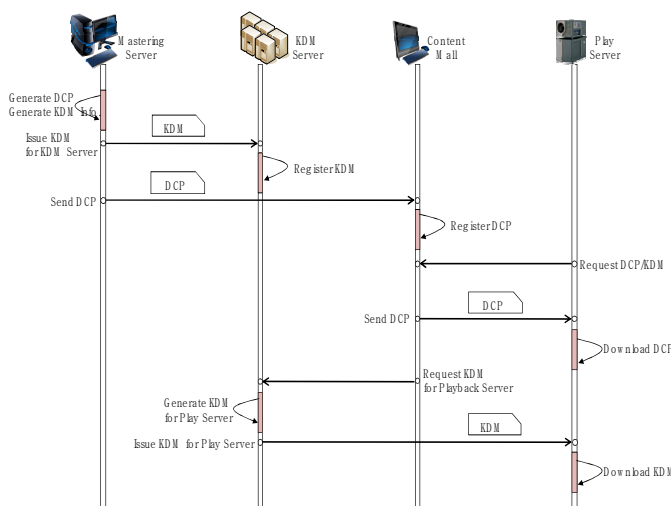 Mastering
Server
KDM
Server
Content
Mall
Play
Server
Generate DCP
Generate KDM Info.
Issue KDM
for KDM Server
KDM
Register KDM
DCP
Send DCP
Register DCP
Request DCP/KDM
DCP
Send DCP
Download DCP
Request KDM
for Playback Server
Generate KDM
for Play Server
KDM
Issue KDM for Play Server
Download KDM